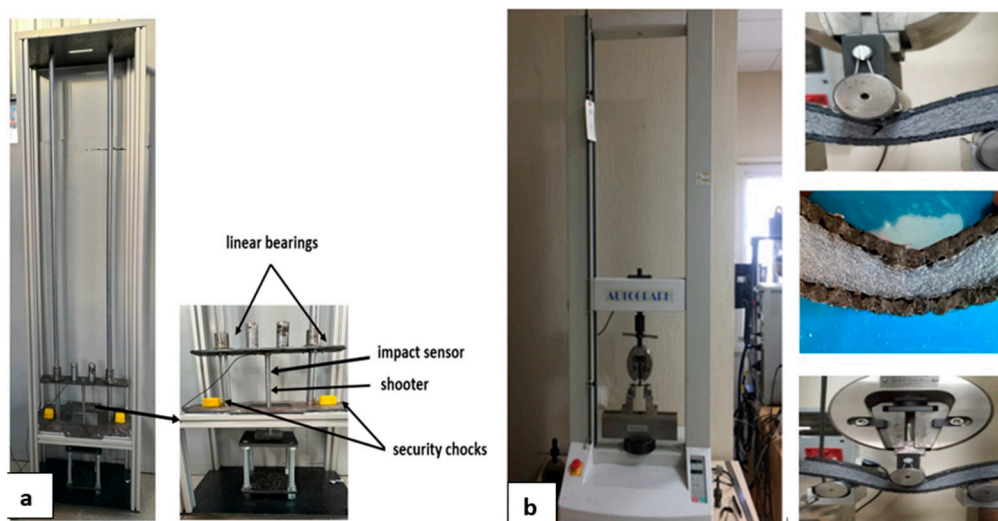 linear bearings
impact sensor
shooter
security chocks
a
AUTOGRAPH
b